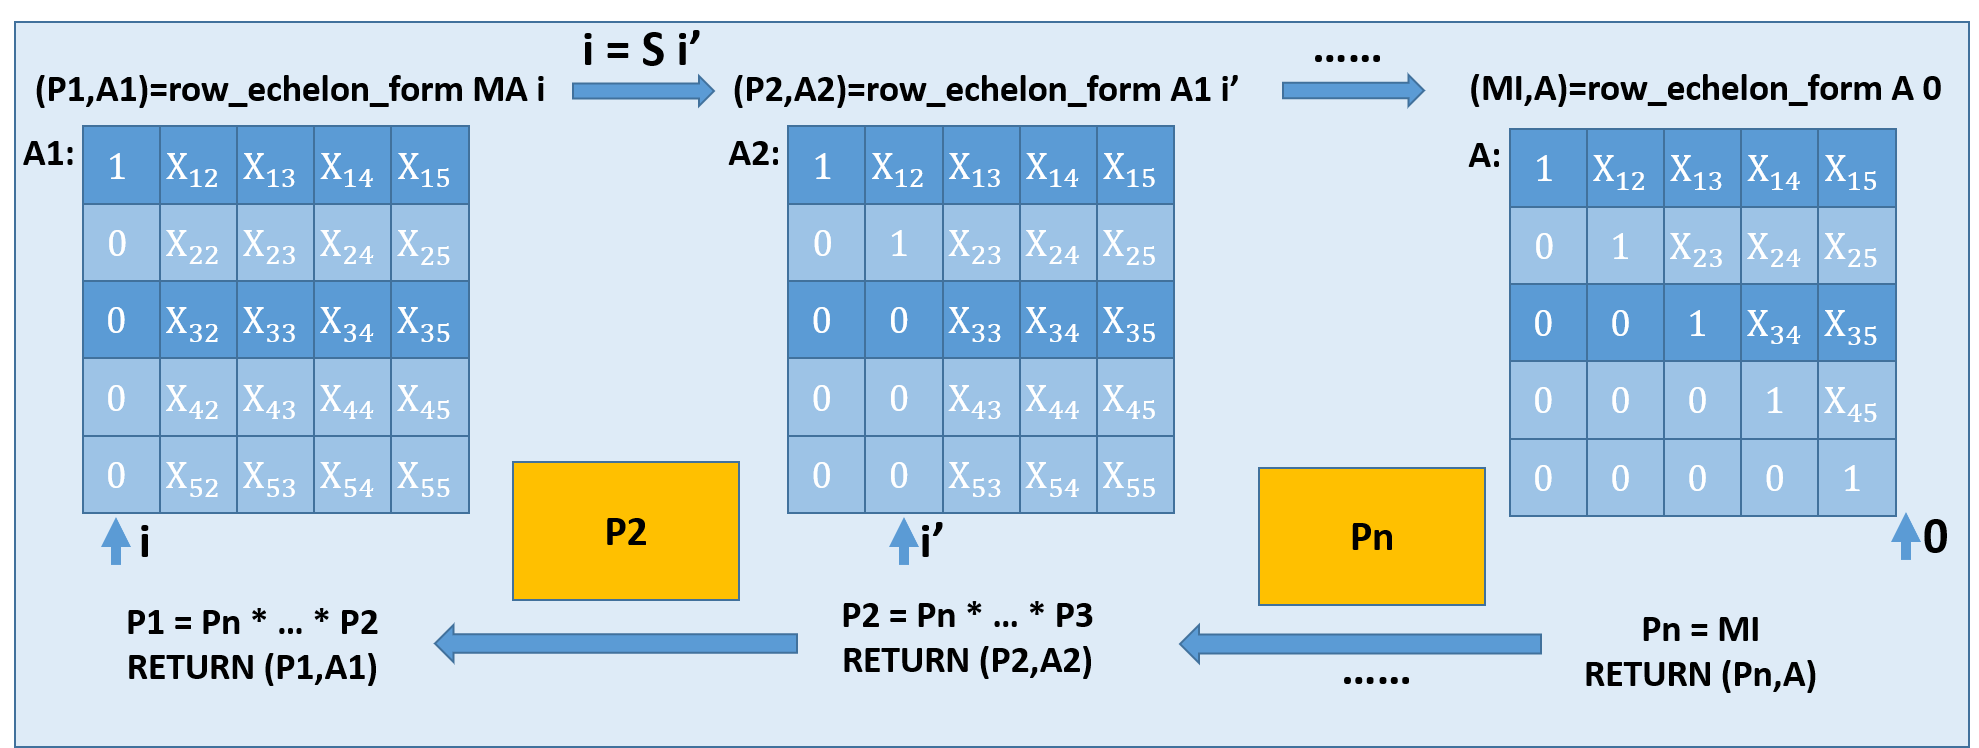 i = S i’
......
(P1,A1)=row_echelon_form MA i
(P2,A2)=row_echelon_form A1 i’
(MI,A)=row_echelon_form A 0
A1:
1 X12 X13 X14 X15
0 X22 X23 X24 X25
0 X32 X33 X34 X35
0 X42 X43 X44 X45
0 X52 X53 X54 X55
i
A2:
1 X12 X13 X14 X15
0 1 X23 X24 X25
0 0 X33 X34 X35
0 0 X43 X44 X45
0 0 X53 X54 X55
i’
A:
1 X12 X13 X14 X15
0 1 X23 X24 X25
0 0 1 X34 X35
0 0 0 1 X45
0 0 0 0 1
0
P2
Pn
P1 = Pn * ... * P2
RETURN (P1,A1)
P2 = Pn * ... * P3
RETURN (P2,A2)
......
Pn = MI
RETURN (Pn,A)